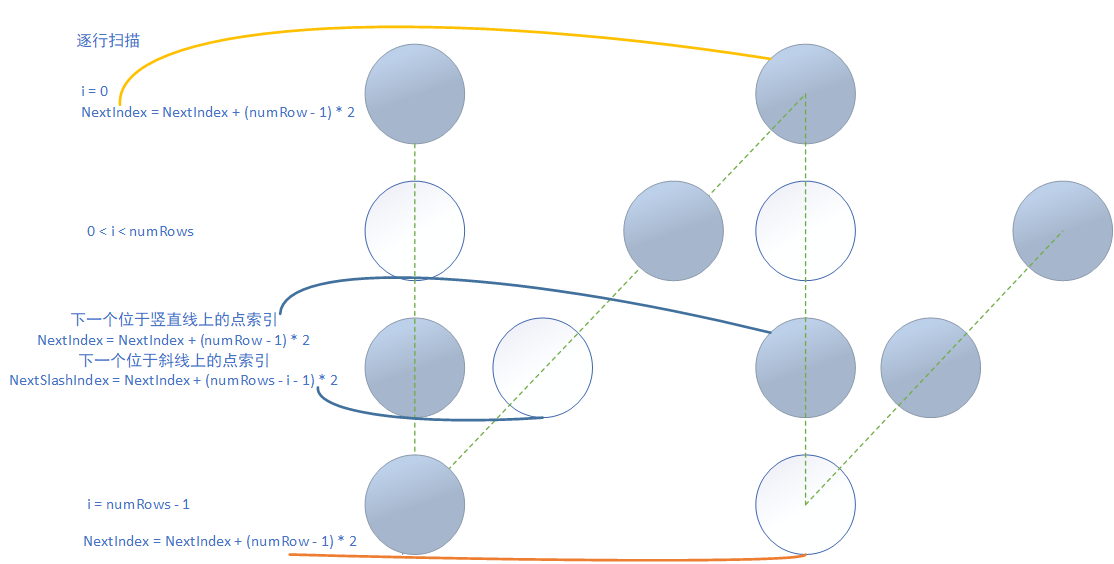 逐行扫描
i = 0
NextIndex = NextIndex + (numRow - 1) * 2
0 < i < numRows
下一个位于竖直线上的点索引
NextIndex = NextIndex + (numRow - 1) * 2
下一个位于斜线上的点索引
NextSlashIndex = NextIndex + (numRows - i - 1) * 2
i = numRows - 1
NextIndex = NextIndex + (numRow - 1) * 2